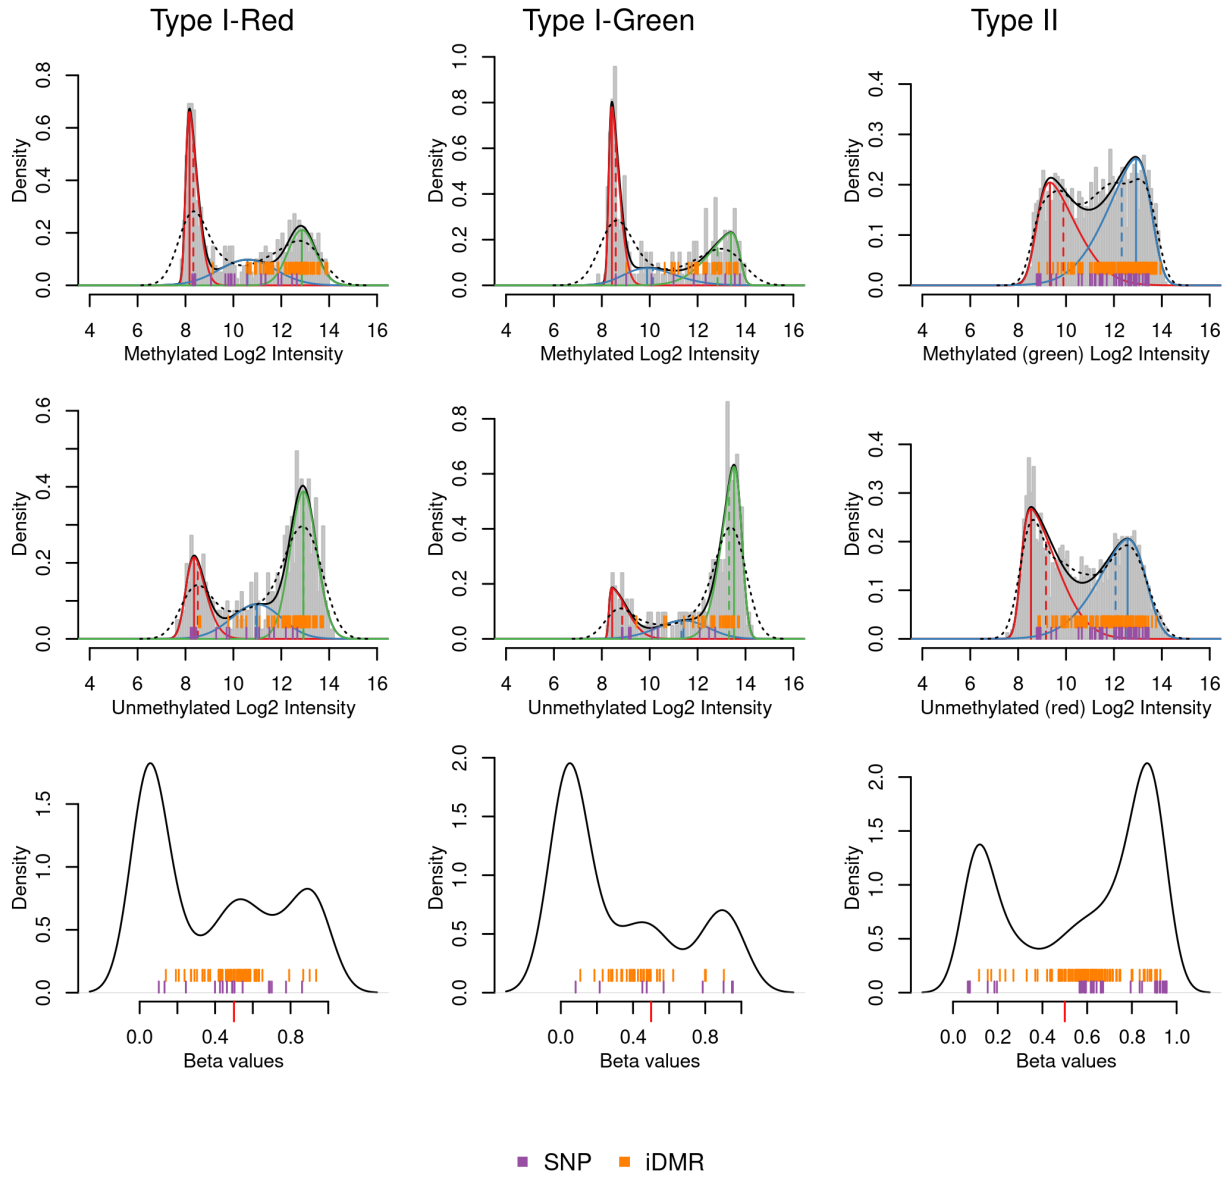 Type I-Red Type I-Green Type II
Density
0.0 0.2 0.4 0.6 0.8
4 6 8 10 12 14 16
Methylated Log2 Intensity
Density
0.0 0.2 0.4 0.6 0.8 1.0
4 6 8 10 12 14 16
Methylated Log2 Intensity
Density
0.0 0.1 0.2 0.3 0.4
4 6 8 10 12 14 16
Methylated (green) Log2 Intensity
Density
0.0 0.2 0.4 0.6
4 6 8 10 12 14 16
Unmethylated Log2 Intensity
Density
0.0 0.2 0.4 0.6 0.8
4 6 8 10 12 14 16
Unmethylated Log2 Intensity
Density
0.0 0.1 0.2 0.3 0.4
4 6 8 10 12 14 16
Unmethylated (red) Log2 Intensity
Density
0.0 0.5 1.0 1.5
0.0 0.4 0.8
Beta values
Density
0.0 0.5 1.0 1.5 2.0
0.0 0.4 0.8
Beta values
Density
0.0 0.5 1.0 1.5 2.0
0.0 0.2 0.4 0.6 0.8 1.0
Beta values
SNP iDMR